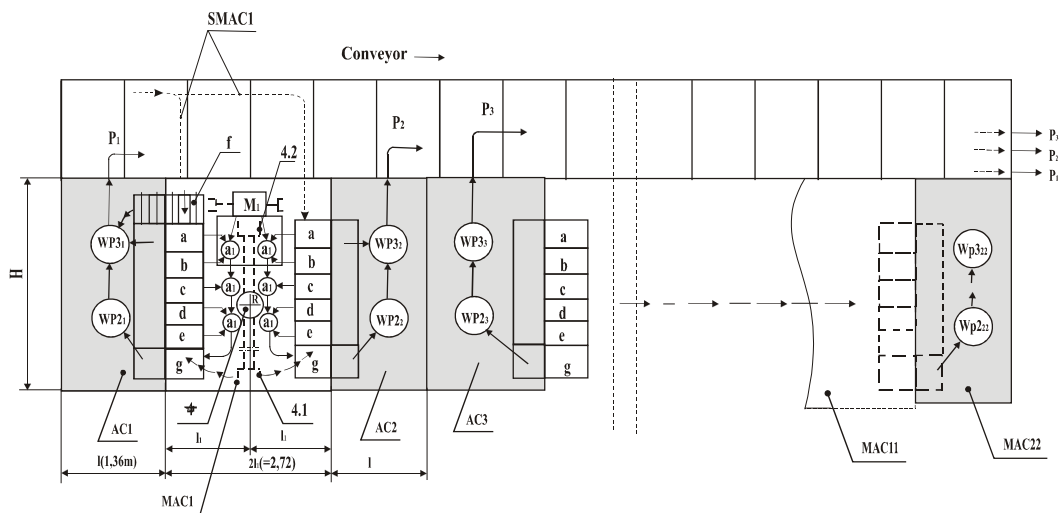 SMAC1
Conveyor
P1
f
4.2
P2
P3
P3
P2
P1
M1
H
WP31
WP21
a
b
c
d
e
g
a1
a1
a1
a1
a1
a1
R
a
b
c
d
e
g
WP32
WP22
WP33
WP23
a
b
c
d
e
g
Wp322
Wp222
AC1
4.1
AC2
AC3
MAC11
MAC22
l1
l1
l(1,36m)
2l1(=2,72)
l
MAC1